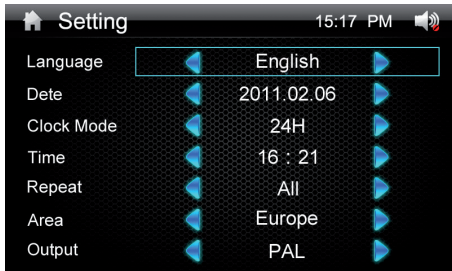 Setting 15:17 PM
Language English
Dete 2011.02.06
Clock Mode 24H
Time 16 : 21
Repeat All
Area Europe
Output PAL